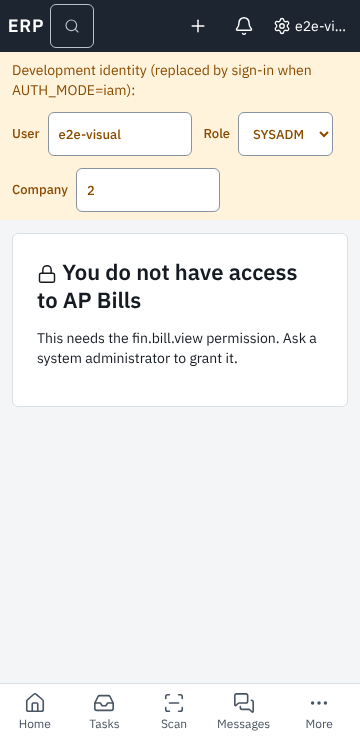 ERP
e2e-vi...
Development identity (replaced by sign-in when
AUTH_MODE=iam):
User e2e-visual Role SYSADM
Company 2
You do not have access
to AP Bills
This needs the fin.bill.view permission. Ask a
system administrator to grant it.
Home Tasks Scan Messages More